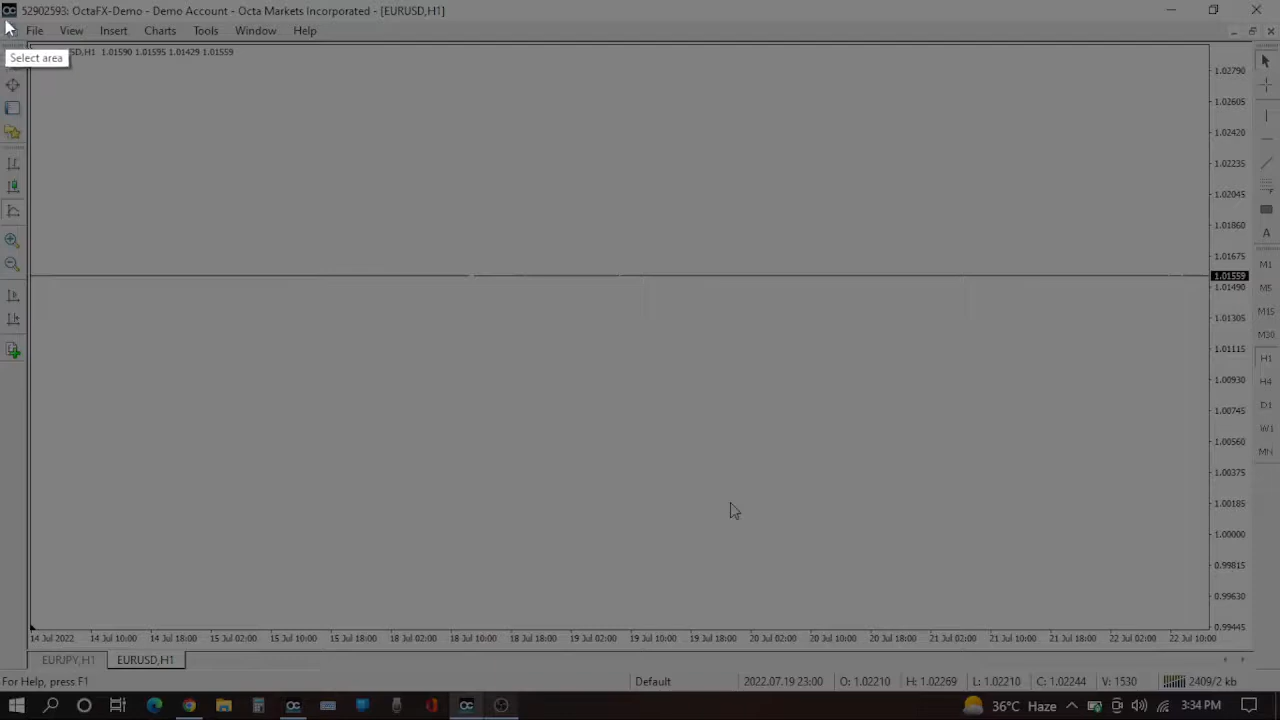 52902593: OctaFX-Demo - Demo Account - Octa Markets Incorporated - [EURUSD,H1]
File View Insert Charts Tools Window Help
Select area
SD,H1 1.01590 1.01595 1.01429 1.01559
1.02790
1.02605
1.02420
1.02235
1.02045
1.01860
1.01675
1.01559
1.01490
1.01305
1.01115
1.00930
1.00745
1.00560
1.00375
1.00185
1.00000
0.99815
0.99630
0.99445
A
M1
M5
M15
M30
H1
H4
D1
W1
MN
14 Jul 2022 14 Jul 10:00 14 Jul 18:00 15 Jul 02:00 15 Jul 10:00 15 Jul 18:00 18 Jul 02:00 18 Jul 10:00 18 Jul 18:00 19 Jul 02:00 19 Jul 10:00 19 Jul 18:00 20 Jul 02:00 20 Jul 10:00 20 Jul 18:00 21 Jul 02:00 21 Jul 10:00 21 Jul 18:00 22 Jul 02:00 22 Jul 10:00
EURJPY,H1 EURUSD,H1
For Help, press F1 Default 2022.07.19 23:00 O: 1.02210 H: 1.02269 L: 1.02210 C: 1.02244 V: 1530 2409/2 kb
36°C Haze 3:34 PM